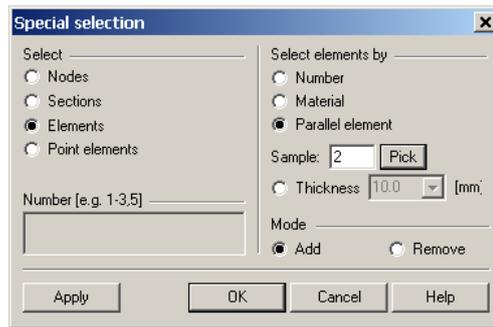 Special selection
Select
Nodes
Sections
Elements
Point elements
Number [e.g. 1-3,5]
Select elements by
Number
Material
Parallel element
Sample: 2 Pick
Thickness 10.0 [mm]
Mode
Add Remove
Apply OK Cancel Help